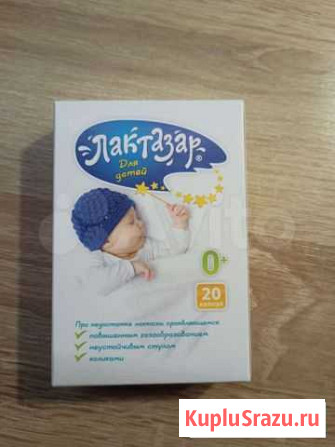 Лактазар®
Для
детей
0+
20
капсул
При недостатке лактазы проявляющемся
повышенным газообразованием
неустойчивым стулом
коликами
KupluSrazu.ru